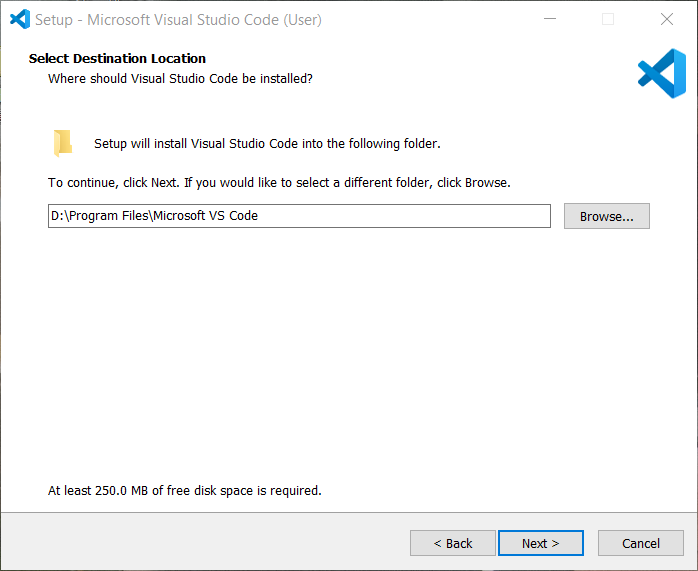 Setup - Microsoft Visual Studio Code (User)
Select Destination Location
Where should Visual Studio Code be installed?
Setup will install Visual Studio Code into the following folder.
To continue, click Next. If you would like to select a different folder, click Browse.
D:\Program Files\Microsoft VS Code
Browse...
At least 250.0 MB of free disk space is required.
< Back
Next >
Cancel